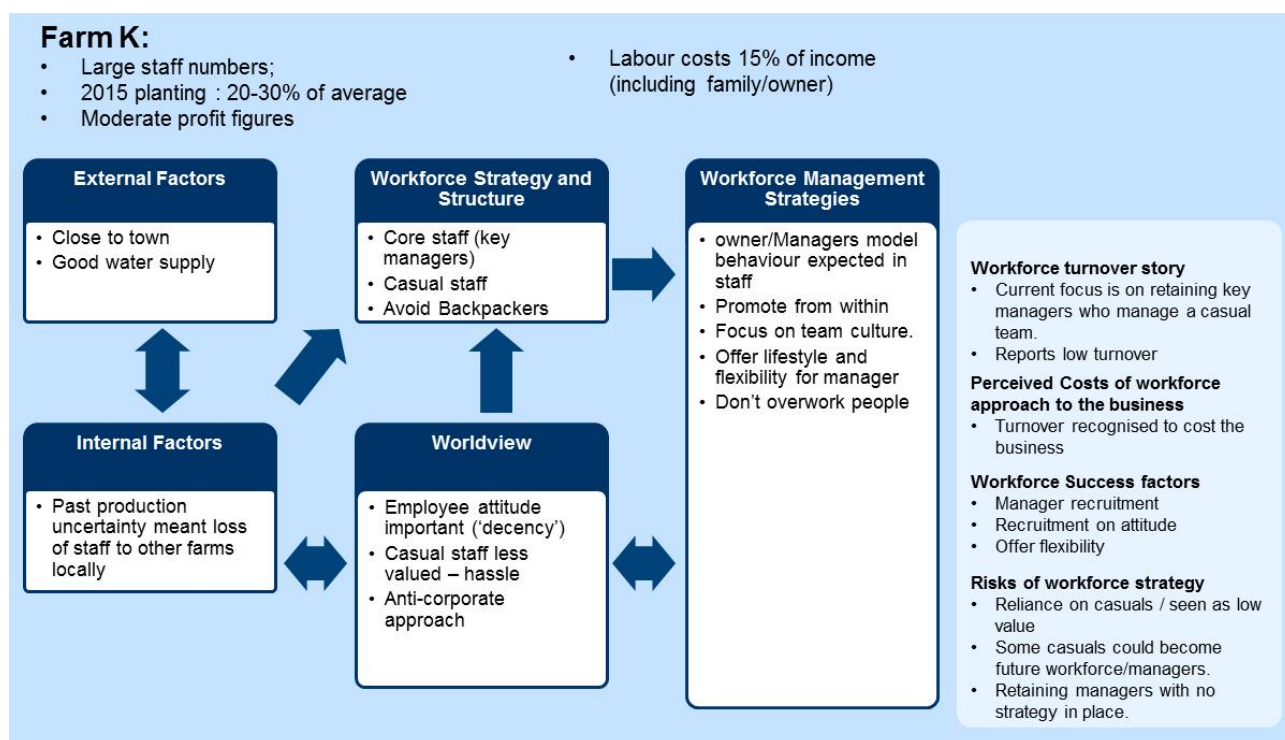 Farm K:
• Large staff numbers;
• 2015 planting : 20-30% of average
• Moderate profit figures
• Labour costs 15% of income
(including family/owner)
External Factors
• Close to town
• Good water supply
Workforce Strategy and
Structure
• Core staff (key
managers)
• Casual staff
• Avoid Backpackers
Workforce Management
Strategies
• owner/Managers model
behaviour expected in
staff
• Promote from within
• Focus on team culture.
• Offer lifestyle and
flexibility for manager
• Don’t overwork people
Internal Factors
• Past production
uncertainty meant loss
of staff to other farms
locally
Worldview
• Employee attitude
important (‘decency’)
• Casual staff less
valued – hassle
• Anti-corporate
approach
Workforce turnover story
• Current focus is on retaining key
managers who manage a casual
team.
• Reports low turnover
Perceived Costs of workforce
approach to the business
• Turnover recognised to cost the
business
Workforce Success factors
• Manager recruitment
• Recruitment on attitude
• Offer flexibility
Risks of workforce strategy
• Reliance on casuals / seen as low
value
• Some casuals could become
future workforce/managers.
• Retaining managers with no
strategy in place.